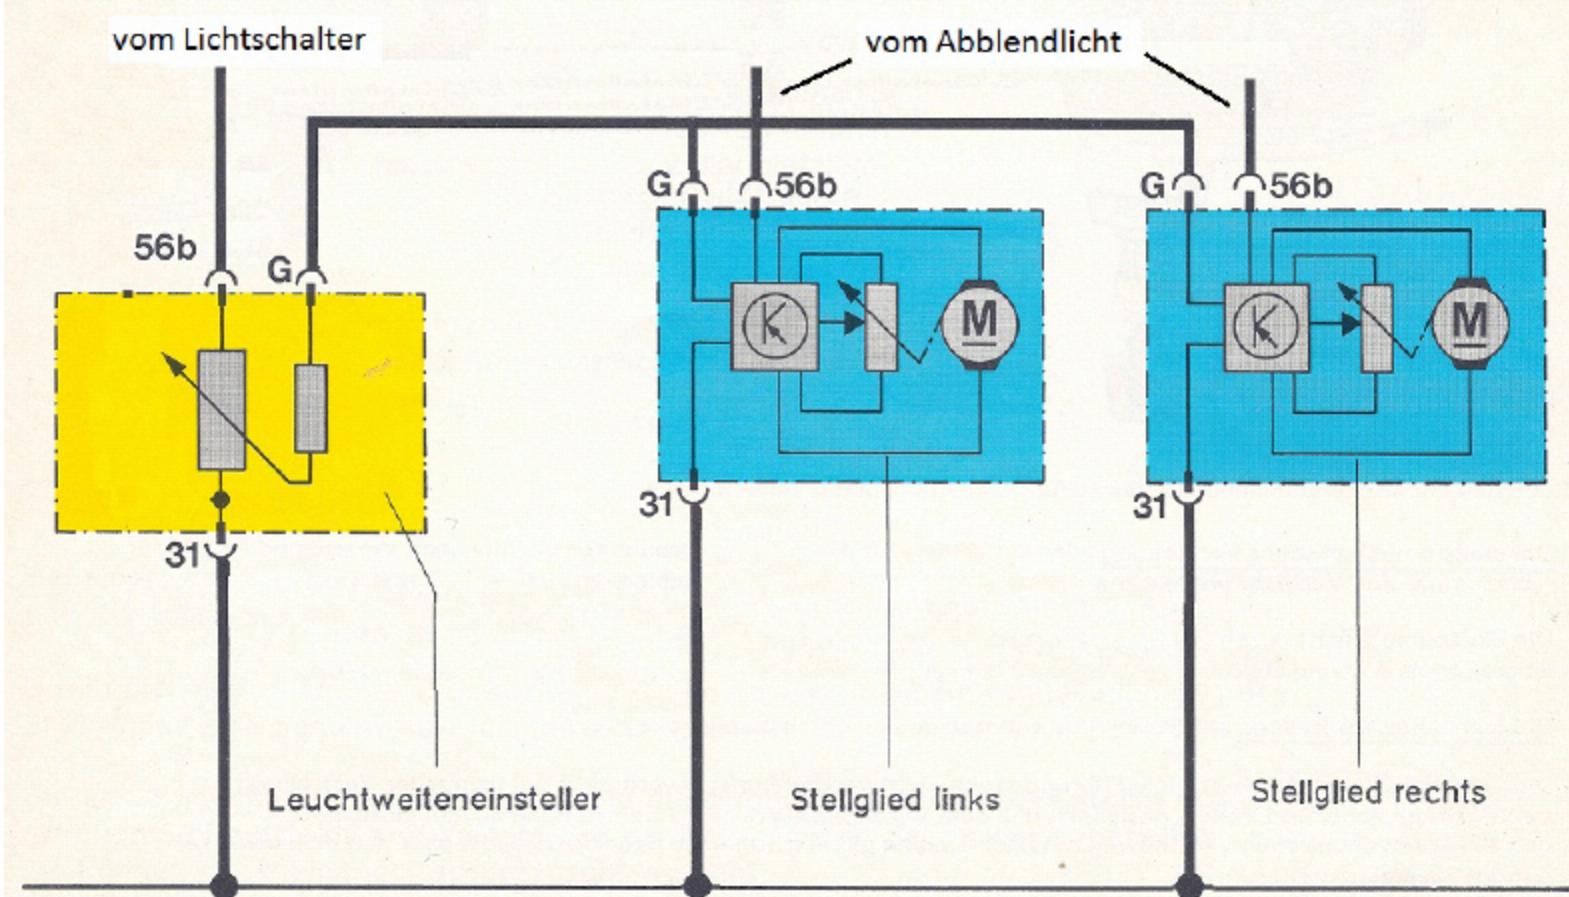 vom Lichtschalter
vom Abblendlicht
G
56b
G
56b
56b
G
M
M
31
31
31
Leuchtweiteneinsteller
Stellglied links
Stellglied rechts